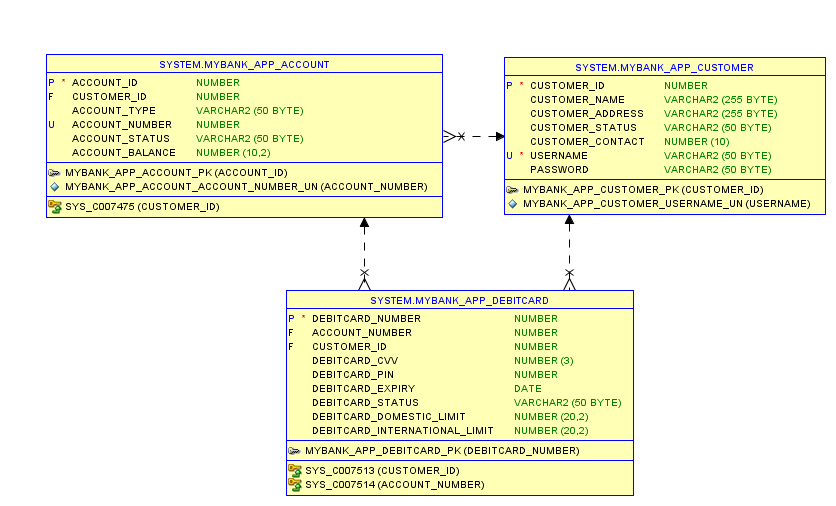 SYSTEM.MYBANK_APP_ACCOUNT
P * ACCOUNT_ID NUMBER
F CUSTOMER_ID NUMBER
ACCOUNT_TYPE VARCHAR2 (50 BYTE)
U ACCOUNT_NUMBER NUMBER
ACCOUNT_STATUS VARCHAR2 (50 BYTE)
ACCOUNT_BALANCE NUMBER (10,2)
MYBANK_APP_ACCOUNT_PK (ACCOUNT_ID)
MYBANK_APP_ACCOUNT_ACCOUNT_NUMBER_UN (ACCOUNT_NUMBER)
SYS_C007475 (CUSTOMER_ID)
SYSTEM.MYBANK_APP_CUSTOMER
P * CUSTOMER_ID NUMBER
CUSTOMER_NAME VARCHAR2 (255 BYTE)
CUSTOMER_ADDRESS VARCHAR2 (255 BYTE)
CUSTOMER_STATUS VARCHAR2 (50 BYTE)
CUSTOMER_CONTACT NUMBER (10)
U * USERNAME VARCHAR2 (50 BYTE)
PASSWORD VARCHAR2 (50 BYTE)
MYBANK_APP_CUSTOMER_PK (CUSTOMER_ID)
MYBANK_APP_CUSTOMER_USERNAME_UN (USERNAME)
SYSTEM.MYBANK_APP_DEBITCARD
P * DEBITCARD_NUMBER NUMBER
F ACCOUNT_NUMBER NUMBER
F CUSTOMER_ID NUMBER
DEBITCARD_CVV NUMBER (3)
DEBITCARD_PIN NUMBER
DEBITCARD_EXPIRY DATE
DEBITCARD_STATUS VARCHAR2 (50 BYTE)
DEBITCARD_DOMESTIC_LIMIT NUMBER (20,2)
DEBITCARD_INTERNATIONAL_LIMIT NUMBER (20,2)
MYBANK_APP_DEBITCARD_PK (DEBITCARD_NUMBER)
SYS_C007513 (CUSTOMER_ID)
SYS_C007514 (ACCOUNT_NUMBER)